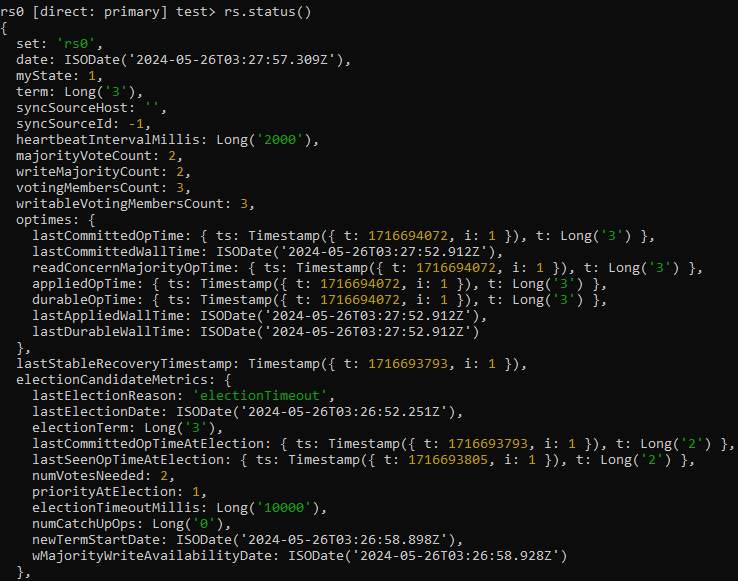 rs0 [direct: primary] test> rs.status()
{
  set: 'rs0',
  date: ISODate('2024-05-26T03:27:57.309Z'),
  myState: 1,
  term: Long('3'),
  syncSourceHost: '',
  syncSourceId: -1,
  heartbeatIntervalMillis: Long('2000'),
  majorityVoteCount: 2,
  writeMajorityCount: 2,
  votingMembersCount: 3,
  writableVotingMembersCount: 3,
  optimes: {
    lastCommittedOpTime: { ts: Timestamp({ t: 1716694072, i: 1 }), t: Long('3') },
    lastCommittedWallTime: ISODate('2024-05-26T03:27:52.912Z'),
    readConcernMajorityOpTime: { ts: Timestamp({ t: 1716694072, i: 1 }), t: Long('3') },
    appliedOpTime: { ts: Timestamp({ t: 1716694072, i: 1 }), t: Long('3') },
    durableOpTime: { ts: Timestamp({ t: 1716694072, i: 1 }), t: Long('3') },
    lastAppliedWallTime: ISODate('2024-05-26T03:27:52.912Z'),
    lastDurableWallTime: ISODate('2024-05-26T03:27:52.912Z')
  },
  lastStableRecoveryTimestamp: Timestamp({ t: 1716693793, i: 1 }),
  electionCandidateMetrics: {
    lastElectionReason: 'electionTimeout',
    lastElectionDate: ISODate('2024-05-26T03:26:52.251Z'),
    electionTerm: Long('3'),
    lastCommittedOpTimeAtElection: { ts: Timestamp({ t: 1716693793, i: 1 }), t: Long('2') },
    lastSeenOpTimeAtElection: { ts: Timestamp({ t: 1716693805, i: 1 }), t: Long('2') },
    numVotesNeeded: 2,
    priorityAtElection: 1,
    electionTimeoutMillis: Long('10000'),
    numCatchUpOps: Long('0'),
    newTermStartDate: ISODate('2024-05-26T03:26:58.898Z'),
    wMajorityWriteAvailabilityDate: ISODate('2024-05-26T03:26:58.928Z')
  },